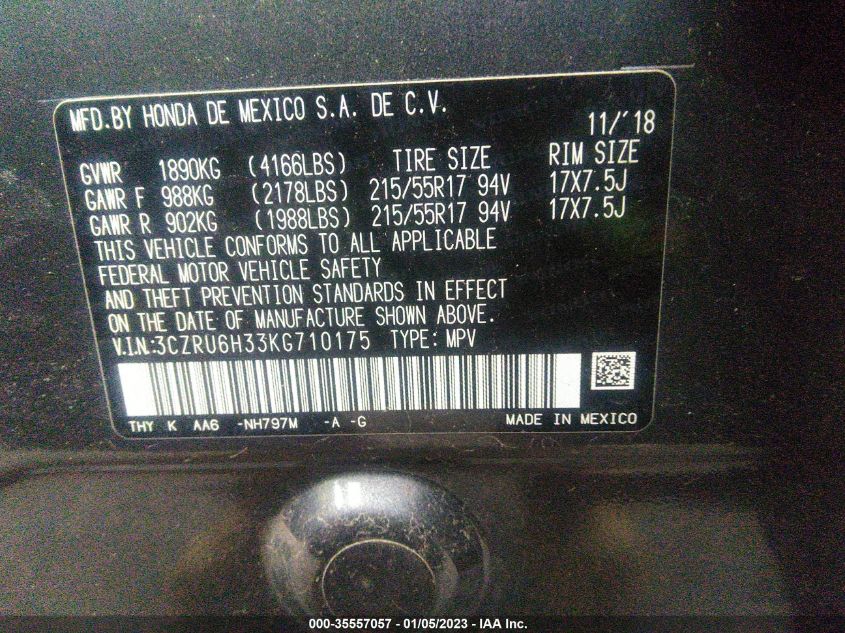 MFD.BY HONDA DE MEXICO S.A. DE C.V.
11/'18
GVWR 1890KG (4166LBS) TIRE SIZE RIM SIZE
GAWR F 988KG (2178LBS) 215/55R17 94V 17X7.5J
GAWR R 902KG (1988LBS) 215/55R17 94V 17X7.5J
THIS VEHICLE CONFORMS TO ALL APPLICABLE
FEDERAL MOTOR VEHICLE SAFETY
AND THEFT PREVENTION STANDARDS IN EFFECT
ON THE DATE OF MANUFACTURE SHOWN ABOVE.
V.I.N:3CZRU6H33KG710175 TYPE: MPV
THY K AA6 -NH797M -A -G MADE IN MEXICO
000-35557057 - 01/05/2023 - IAA Inc.